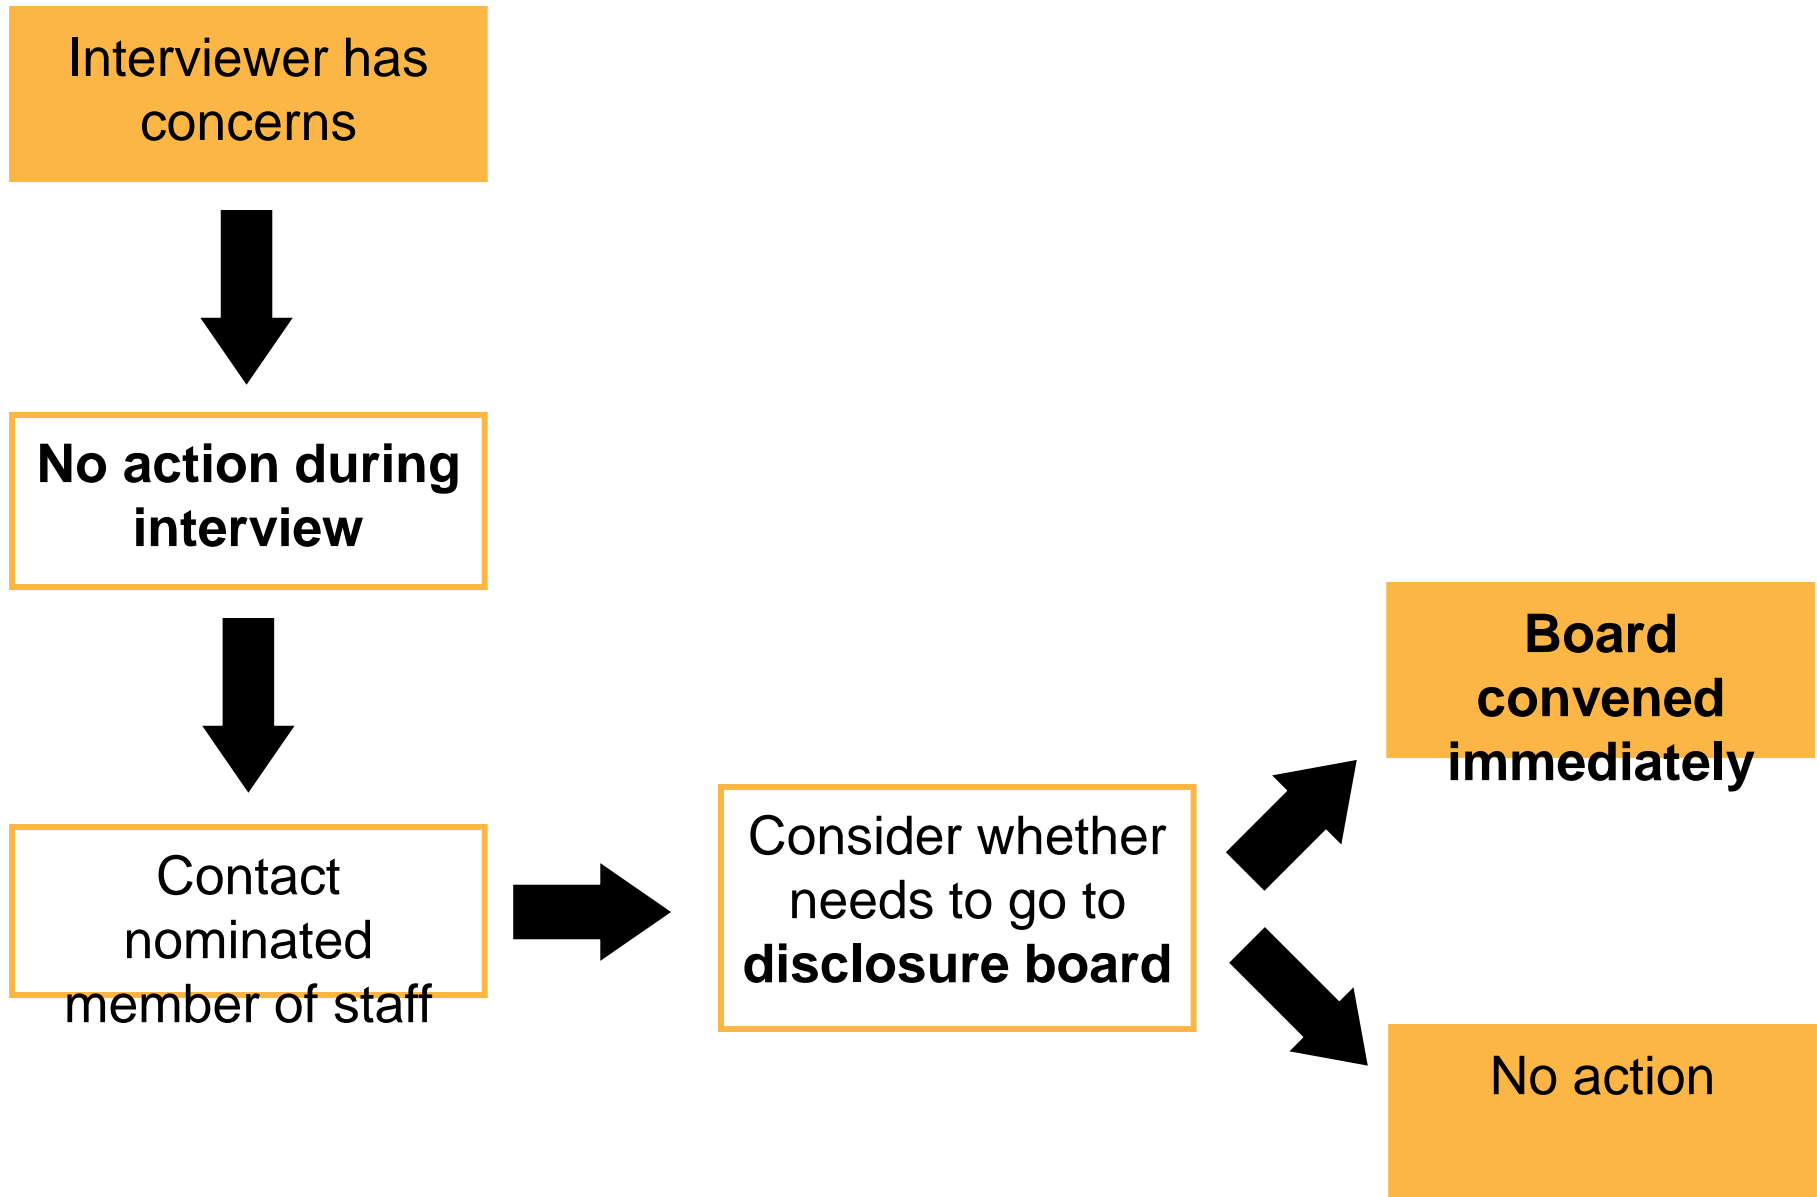 Interviewer has
concerns
No action during
interview
Contact
nominated
member of staff
Consider whether
needs to go to
disclosure board
Board
convened
immediately
No action